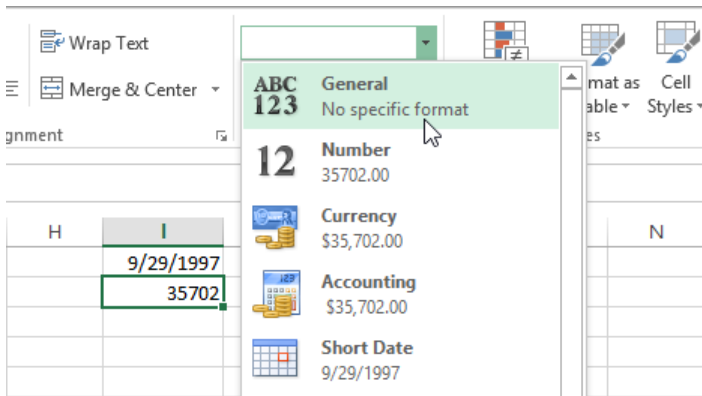 Wrap Text
Merge & Center
gnment
ABC
123
General
No specific format
12
Number
35702.00
Currency
$35,702.00
123
Accounting
$35,702.00
Short Date
9/29/1997
mat as
able
Cell
Styles
es
H I N
9/29/1997
35702